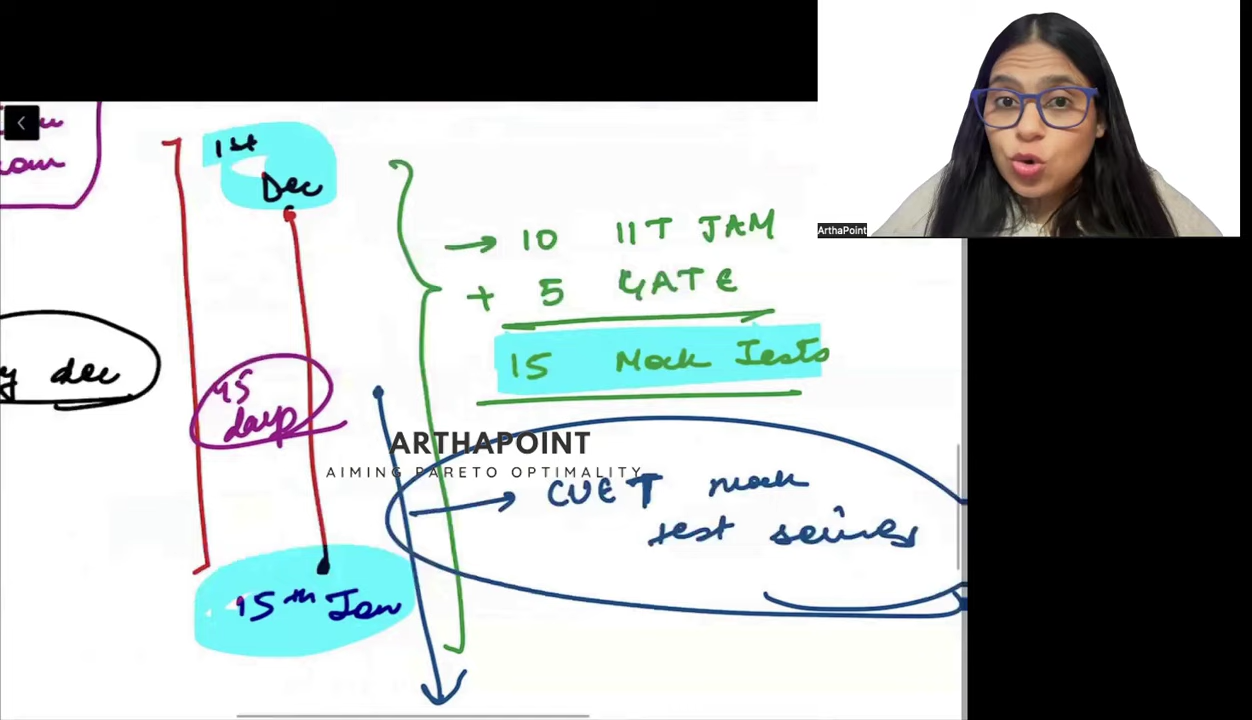 1st
Dec
→ 10 IIT JAM
+ 5 GATE
15 Mock Tests
dec
45
days
ARTHAPOINT
AIMING PARETO OPTIMALITY
→ CUET mock
test series
15th Jan
ArthaPoint